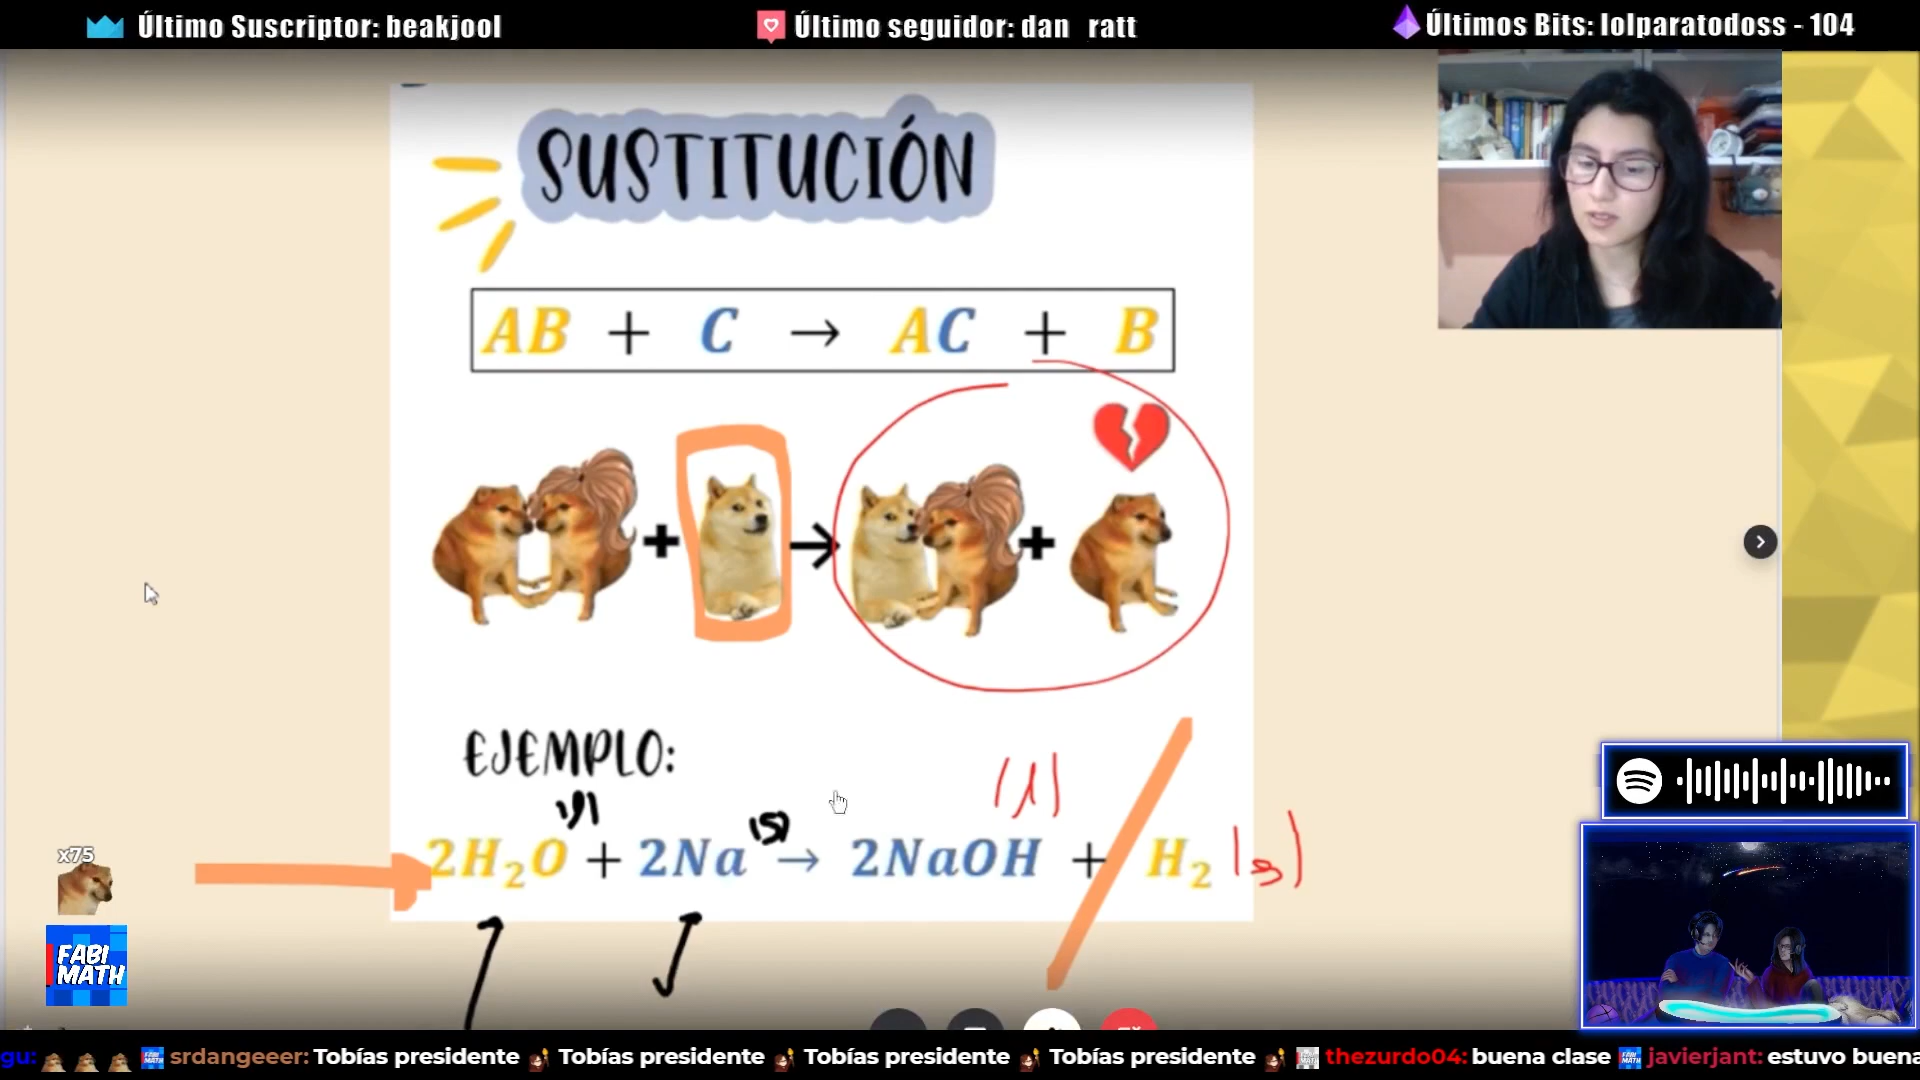 Último Suscriptor: beakjool
Último seguidor: dan ratt
Últimos Bits: lolparatodoss - 104
SUSTITUCIÓN
AB + C → AC + B
+ → +
EJEMPLO:
(l)
(s)
2H₂O + 2Na → 2NaOH + H₂
x75
FABI
MATH
gu: srdangeeer: Tobías presidente Tobías presidente Tobías presidente Tobías presidente thezurdo04: buena clase javierjant: estuvo buena